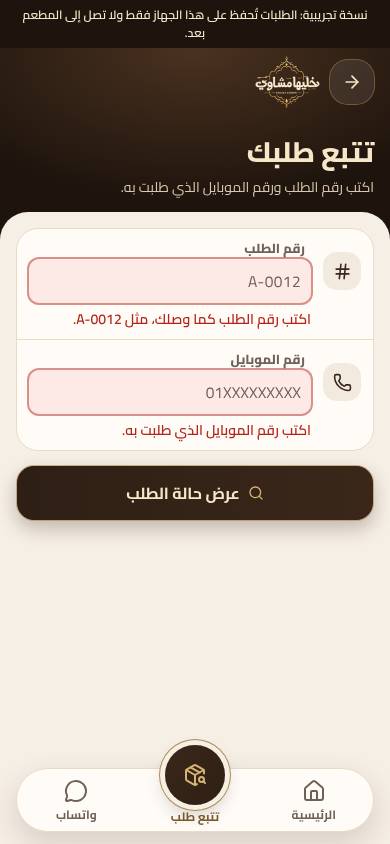 نسخة تجريبية: الطلبات تُحفظ على هذا الجهاز فقط ولا تصل إلى المطعم
بعد.
خليها مشاوي
تتبع طلبك
اكتب رقم الطلب ورقم الموبايل الذي طلبت به.
رقم الطلب
A-0012
اكتب رقم الطلب كما وصلك، مثل A-0012.
رقم الموبايل
01XXXXXXXXX
اكتب رقم الموبايل الذي طلبت به.
عرض حالة الطلب
الرئيسية
تتبع طلب
واتساب